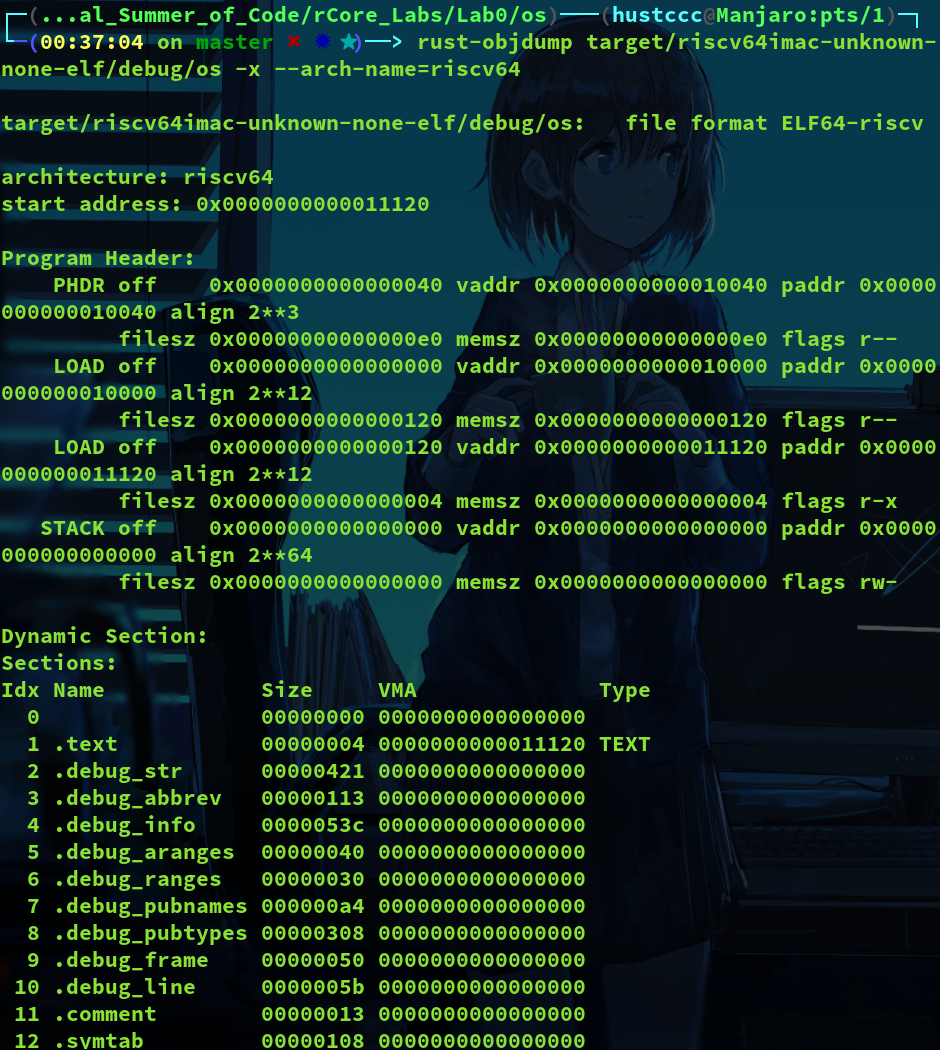 (...al_Summer_of_Code/rCore_Labs/Lab0/os)——(hustccc@Manjaro:pts/1)
(00:37:04 on master ✖ ✹ ★)——> rust-objdump target/riscv64imac-unknown-
none-elf/debug/os -x --arch-name=riscv64
target/riscv64imac-unknown-none-elf/debug/os:   file format ELF64-riscv
architecture: riscv64
start address: 0x0000000000011120
Program Header:
    PHDR off    0x0000000000000040 vaddr 0x0000000000010040 paddr 0x0000
000000010040 align 2**3
         filesz 0x00000000000000e0 memsz 0x00000000000000e0 flags r--
    LOAD off    0x0000000000000000 vaddr 0x0000000000010000 paddr 0x0000
000000010000 align 2**12
         filesz 0x0000000000000120 memsz 0x0000000000000120 flags r--
    LOAD off    0x0000000000000120 vaddr 0x0000000000011120 paddr 0x0000
000000011120 align 2**12
         filesz 0x0000000000000004 memsz 0x0000000000000004 flags r-x
   STACK off    0x0000000000000000 vaddr 0x0000000000000000 paddr 0x0000
000000000000 align 2**64
         filesz 0x0000000000000000 memsz 0x0000000000000000 flags rw-
Dynamic Section:
Sections:
Idx Name            Size     VMA              Type
  0                 00000000 0000000000000000
  1 .text           00000004 0000000000011120 TEXT
  2 .debug_str      00000421 0000000000000000
  3 .debug_abbrev   00000113 0000000000000000
  4 .debug_info     0000053c 0000000000000000
  5 .debug_aranges  00000040 0000000000000000
  6 .debug_ranges   00000030 0000000000000000
  7 .debug_pubnames 000000a4 0000000000000000
  8 .debug_pubtypes 00000308 0000000000000000
  9 .debug_frame    00000050 0000000000000000
 10 .debug_line     0000005b 0000000000000000
 11 .comment        00000013 0000000000000000
 12 .symtab         00000108 0000000000000000